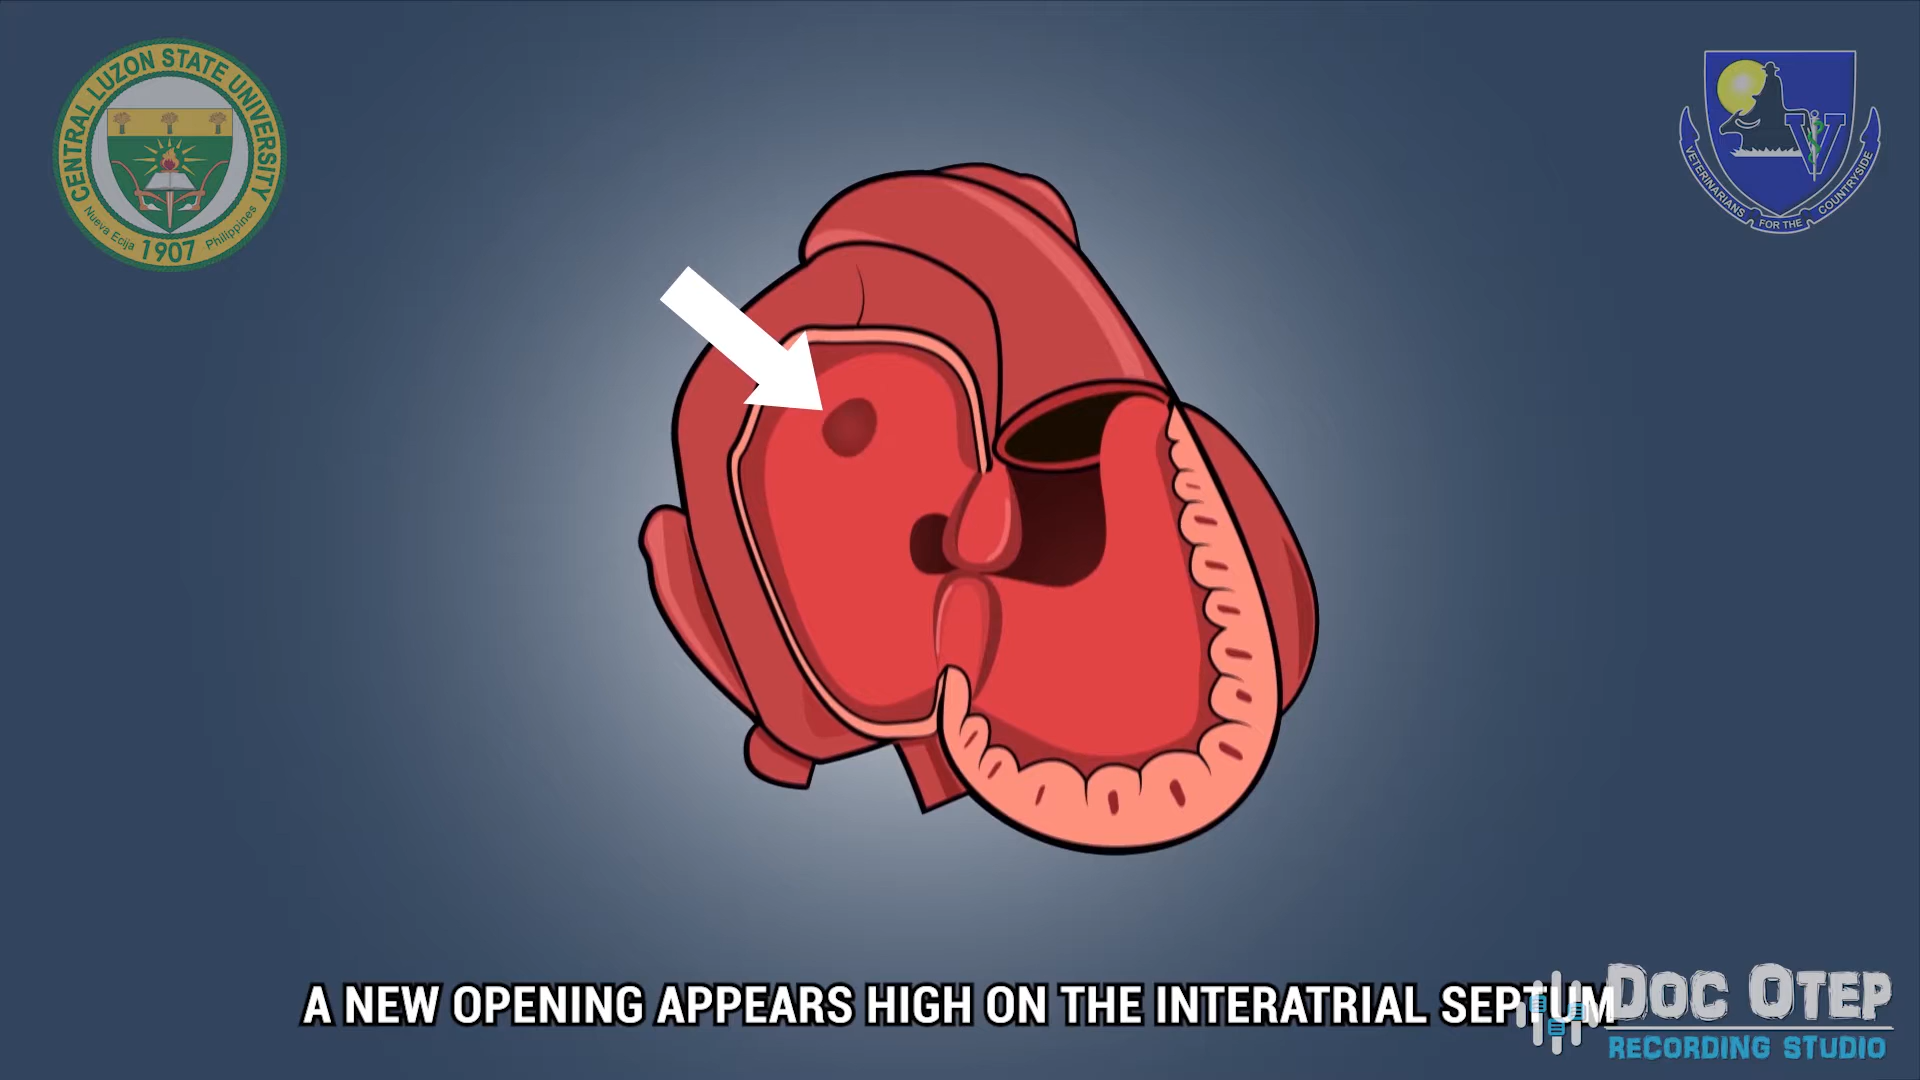 CENTRAL LUZON STATE UNIVERSITY
Nueva Ecija 1907 Philippines
V
VETERINARIANS FOR THE COUNTRYSIDE
A NEW OPENING APPEARS HIGH ON THE INTERATRIAL SEPTUM
DOC OTEP
RECORDING STUDIO